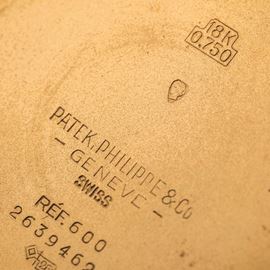 18K
0.750
PATEK, PHILIPPE & Co
- GENEVE -
SWISS
RÉF. 600
2639462